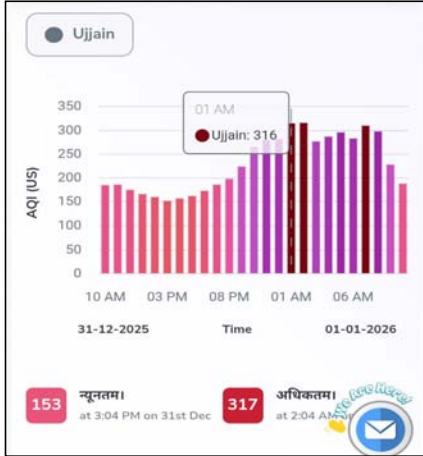 Ujjain
01 AM
Ujjain: 316
AQI (US)
350
300
250
200
150
100
50
0
10 AM 03 PM 08 PM 01 AM 06 AM
31-12-2025 Time 01-01-2026
153 न्यूनतम।
at 3:04 PM on 31st Dec
317 अधिकतम।
at 2:04 AM
We Are Here!